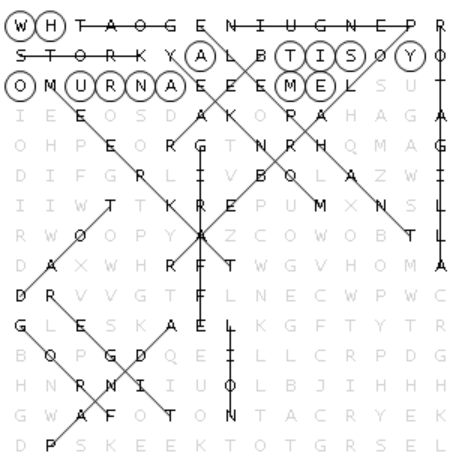 W H T A O G E N I U G N E P R
S T O R K Y A L B T I S O Y O
O M U R N A E E E M E L S U T
I E E O S D A K O P A H A G A
O H P E O R G T N R H Q M A G
D I F G R L I V B O L A Z W I
I I W T T K R E P U M X N S L
R W O O P Y A Z C O W O B T L
D A X W H R F T W G V H O M A
D R V V G T F L N E C W P W C
G L E S K A E L K G F T Y T R
B O P G D Q E I L L C R P D G
H N R N I I U O L B J I H H H
G W A F O T O N T A C R Y E K
D P S K E E K T O T G R S E L